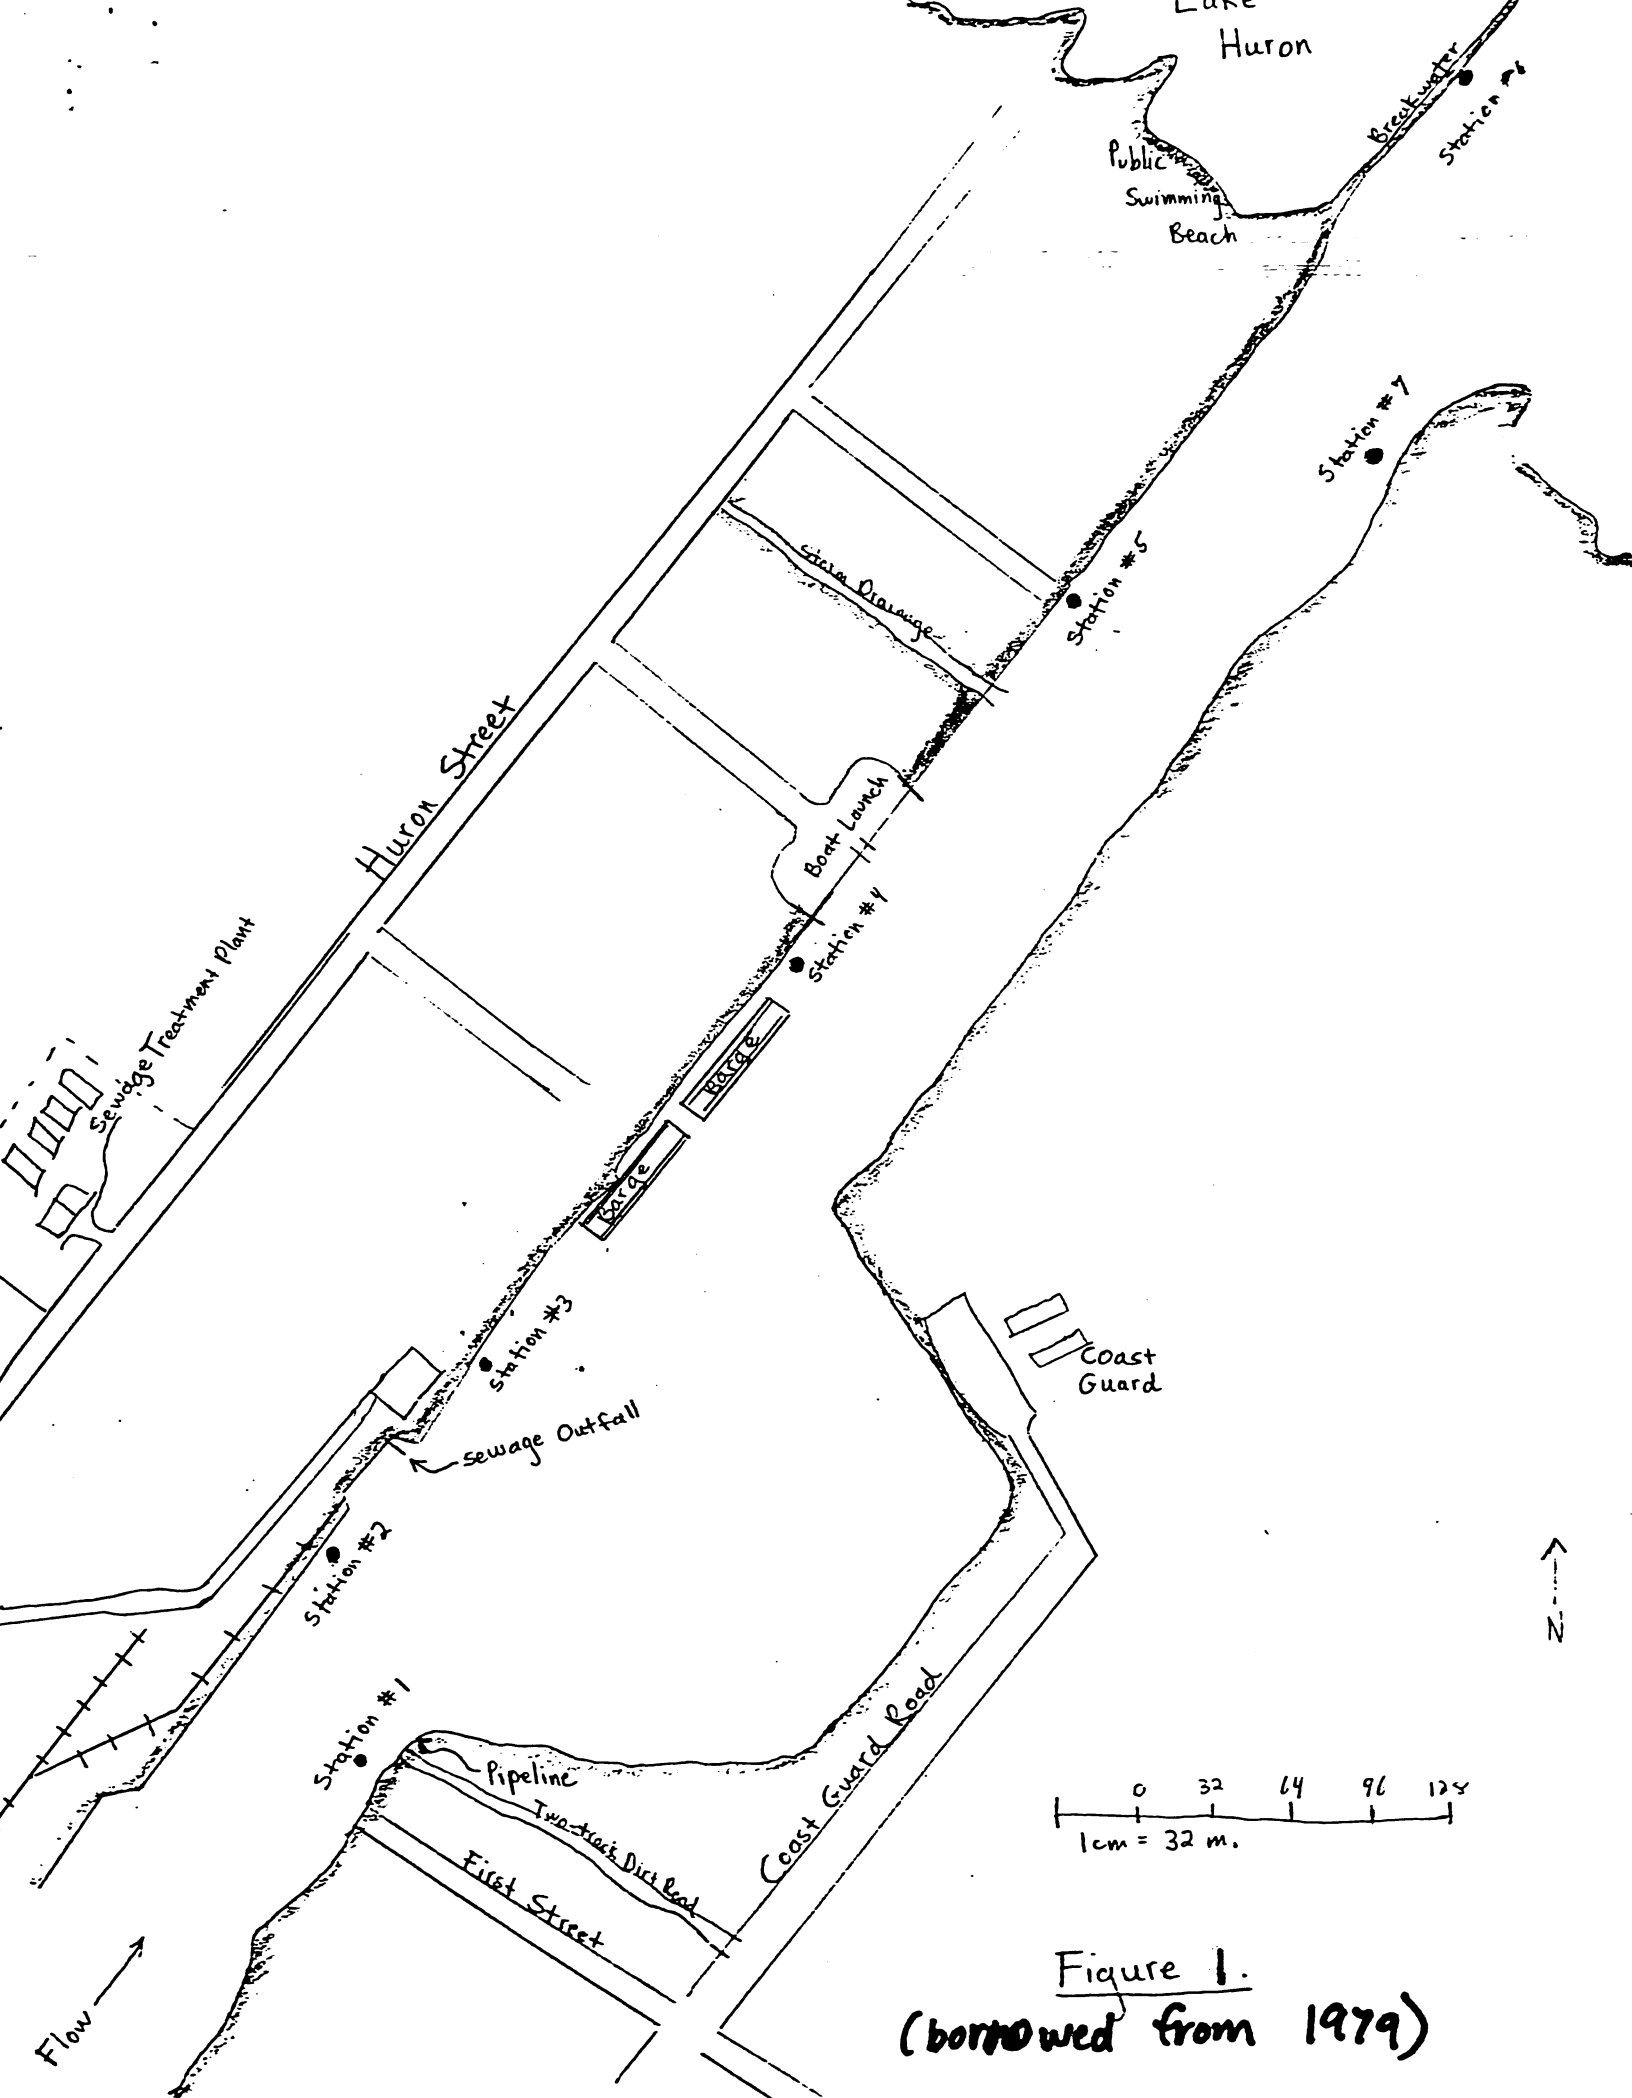 Lake
Huron
Breakwater
Station #6
Public
Swimming
Beach
Station #7
Station #5
Storm Drainage
Huron Street
Boat Launch
Station #4
Sewage Treatment Plant
Barge
Barge
Station #3
Coast
Guard
Sewage Outfall
Station #2
N
Station #1
Pipeline
Coast Guard Road
Two-track Dirt Road
First Street
0 32 64 96 128
1cm = 32 m.
Flow
Figure 1.
(borrowed from 1979)